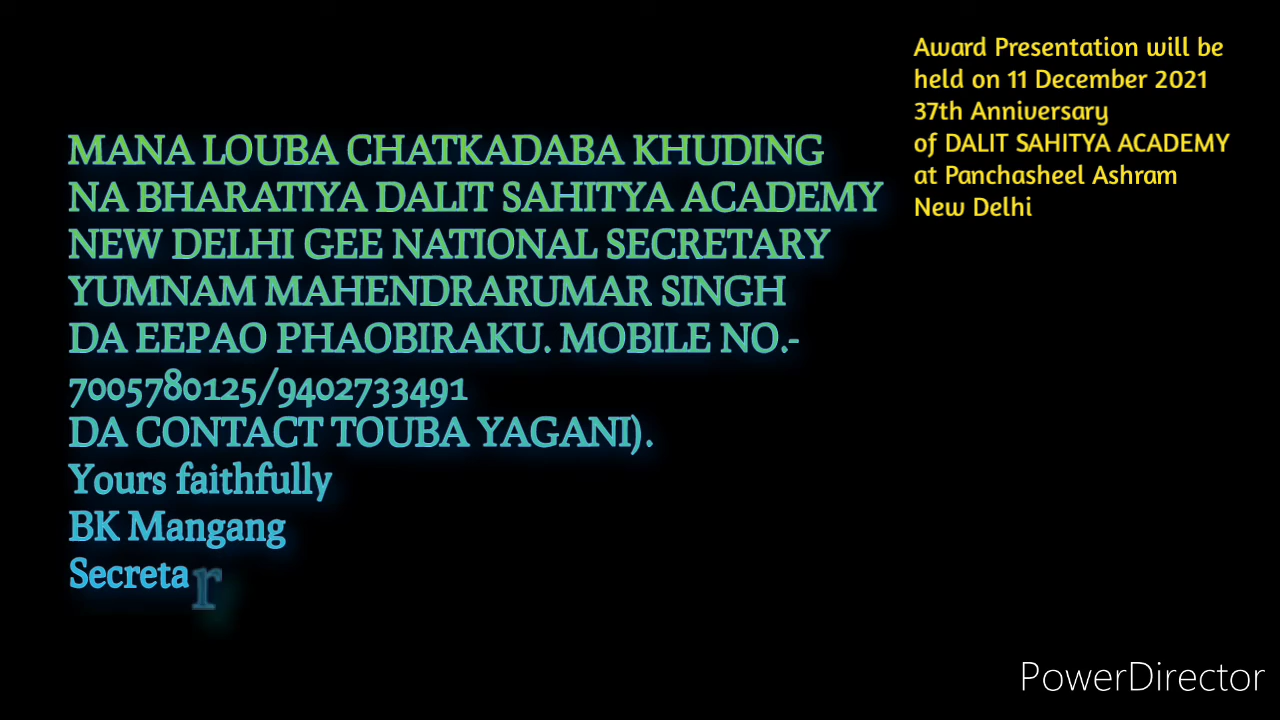 MANA LOUBA CHATKADABA KHUDING
NA BHARATIYA DALIT SAHITYA ACADEMY
NEW DELHI GEE NATIONAL SECRETARY
YUMNAM MAHENDRARUMAR SINGH
DA EEPAO PHAOBIRAKU. MOBILE NO.-
7005780125/9402733491
DA CONTACT TOUBA YAGANI).
Yours faithfully
BK Mangang
Secretar
Award Presentation will be
held on 11 December 2021
37th Anniversary
of DALIT SAHITYA ACADEMY
at Panchasheel Ashram
New Delhi
PowerDirector